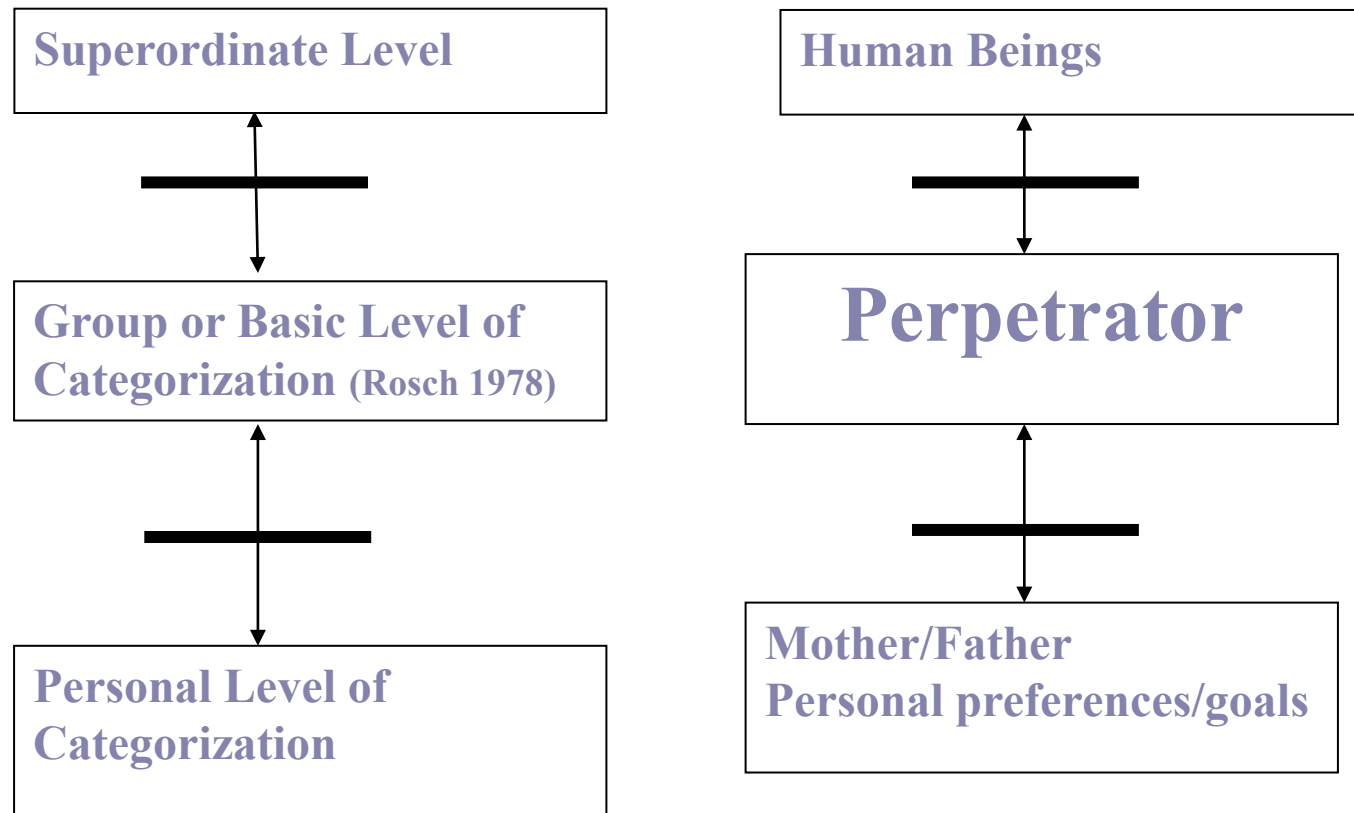 Superordinate Level
Human Beings
Group or Basic Level of
Categorization (Rosch 1978)
Perpetrator
Personal Level of
Categorization
Mother/Father
Personal preferences/goals